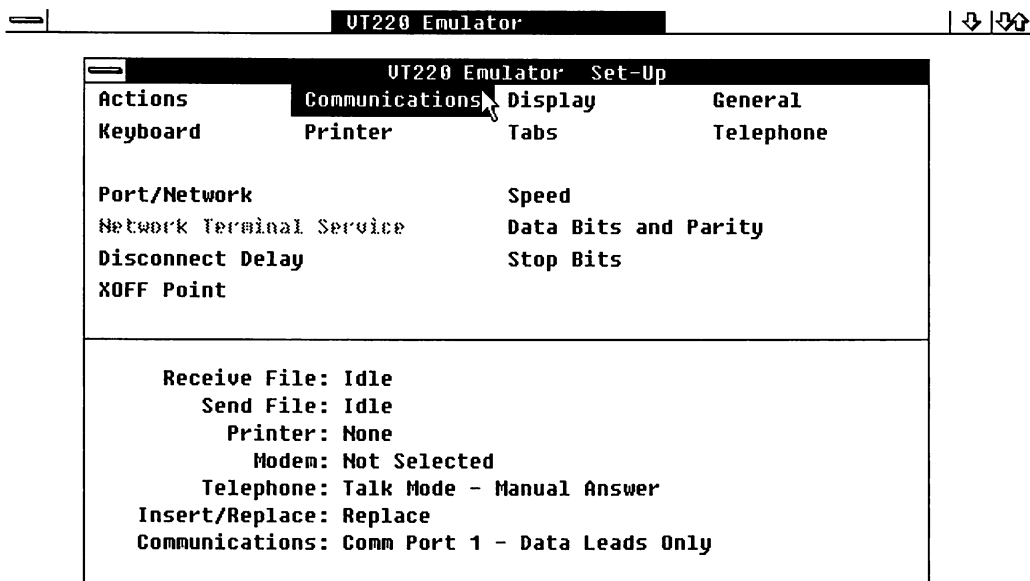 VT220 Emulator
VT220 Emulator Set-Up
Actions Communications Display General
Keyboard Printer Tabs Telephone
Port/Network Speed
Network Terminal Service Data Bits and Parity
Disconnect Delay Stop Bits
XOFF Point
Receive File: Idle
Send File: Idle
Printer: None
Modem: Not Selected
Telephone: Talk Mode - Manual Answer
Insert/Replace: Replace
Communications: Comm Port 1 - Data Leads Only